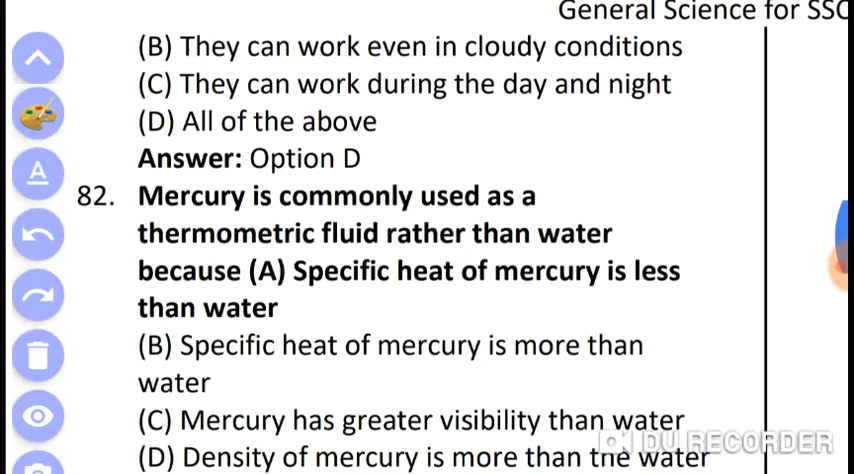 General Science for SSC
(B) They can work even in cloudy conditions
(C) They can work during the day and night
(D) All of the above
Answer: Option D
82. Mercury is commonly used as a
thermometric fluid rather than water
because (A) Specific heat of mercury is less
than water
(B) Specific heat of mercury is more than
water
(C) Mercury has greater visibility than water
(D) Density of mercury is more than the water
DU RECORDER
A